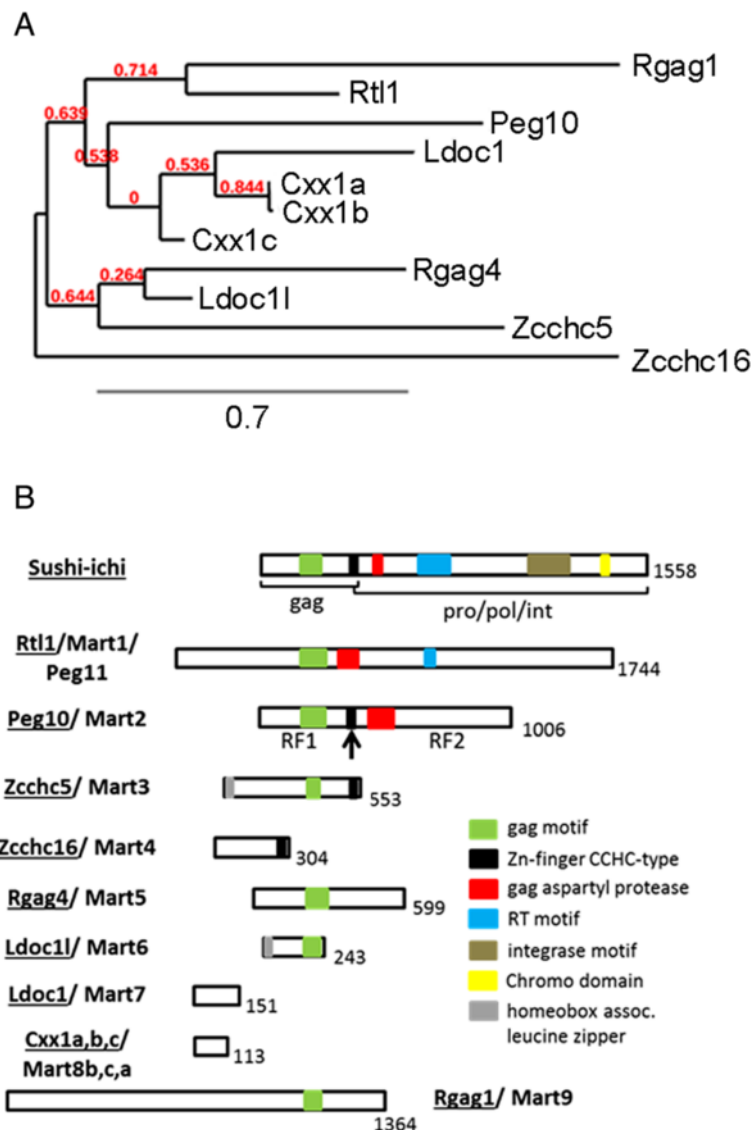 A
0.714
Rgag1
Rtl1
0.639
Peg10
0.538
Ldoc1
0.536
0.844
Cxx1a
Cxx1b
0
Cxx1c
Rgag4
0.264
Ldoc1l
0.644
Zcchc5
Zcchc16
0.7
B
Sushi-ichi
1558
gag
pro/pol/int
Rtl1/Mart1/
Peg11
1744
Peg10/ Mart2
1006
RF1
RF2
Zcchc5/ Mart3
553
Zcchc16/ Mart4
304
Rgag4/ Mart5
599
Ldoc1l/ Mart6
243
Ldoc1/ Mart7
151
Cxx1a,b,c/
Mart8b,c,a
113
Rgag1/ Mart9
1364
gag motif
Zn-finger CCHC-type
gag aspartyl protease
RT motif
integrase motif
Chromo domain
homeobox assoc.
leucine zipper